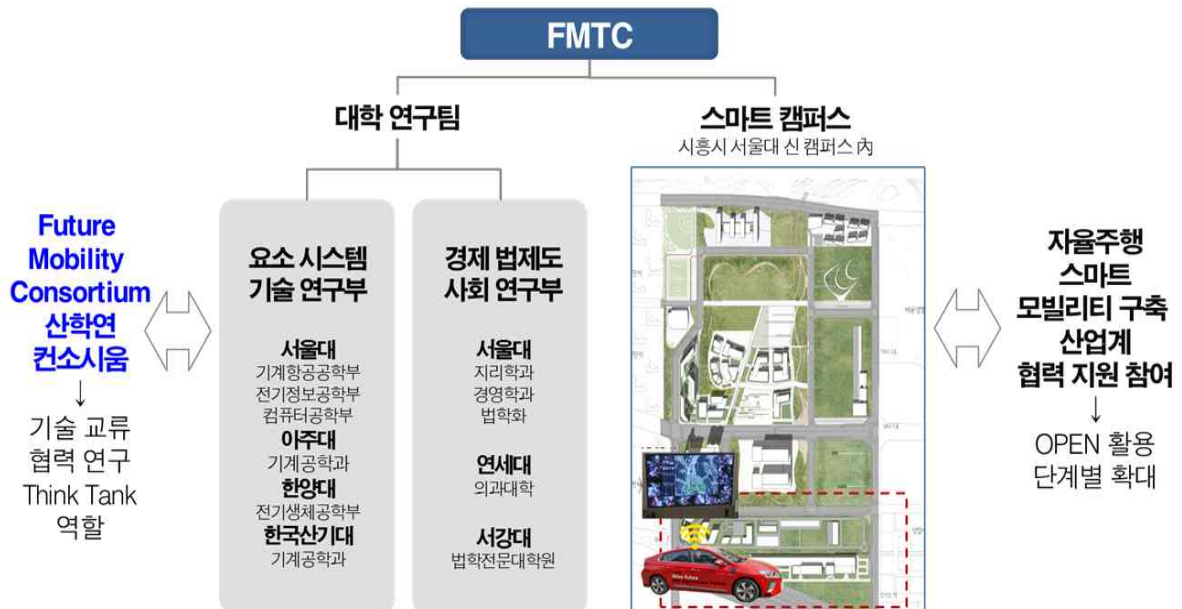 FMTC
대학 연구팀
스마트 캠퍼스
시흥시 서울대 신 캠퍼스 內
Future
Mobility
Consortium
산학연
컨소시움
↓
기술 교류
협력 연구
Think Tank
역할
요소 시스템
기술 연구부
서울대
기계항공공학부
전기정보공학부
컴퓨터공학부
아주대
기계공학과
한양대
전기생체공학부
한국산기대
기계공학과
경제 법제도
사회 연구부
서울대
지리학과
경영학과
법학화
연세대
의과대학
서강대
법학전문대학원
자율주행
스마트
모빌리티 구축
산업계
협력 지원 참여
↓
OPEN 활용
단계별 확대